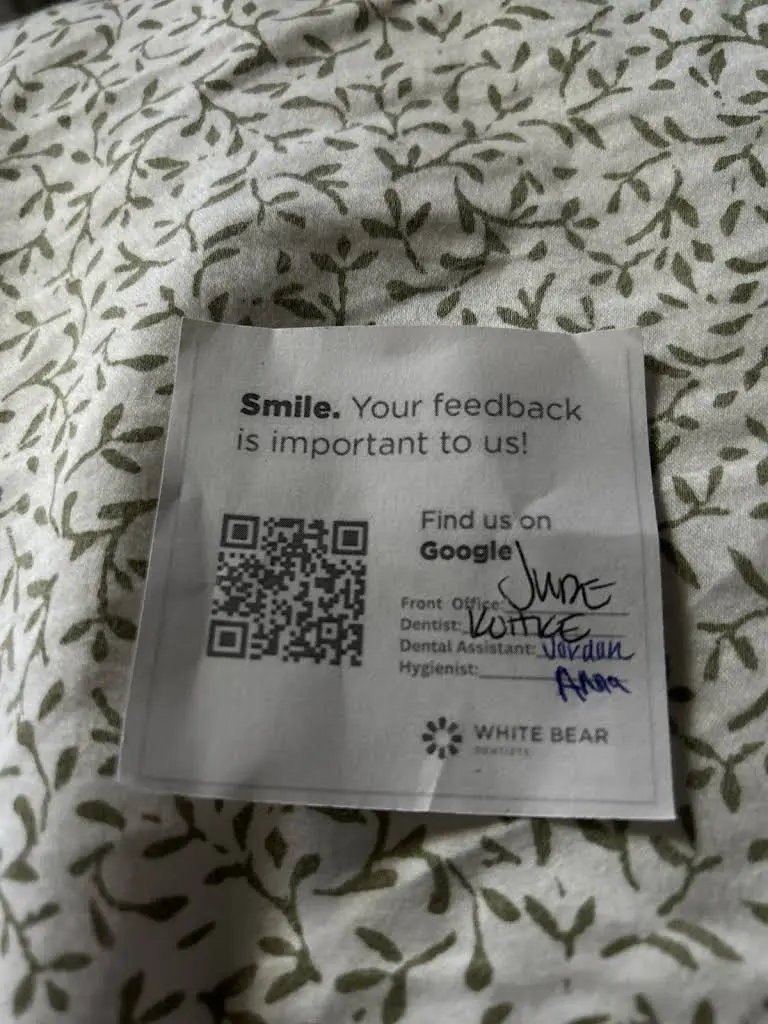 Smile. Your feedback
is important to us!
Find us on
Google
Front Office: JUDE
Dentist: KOTTKE
Dental Assistant: Jordan
Hygienist: Anna
WHITE BEAR
DENTISTS